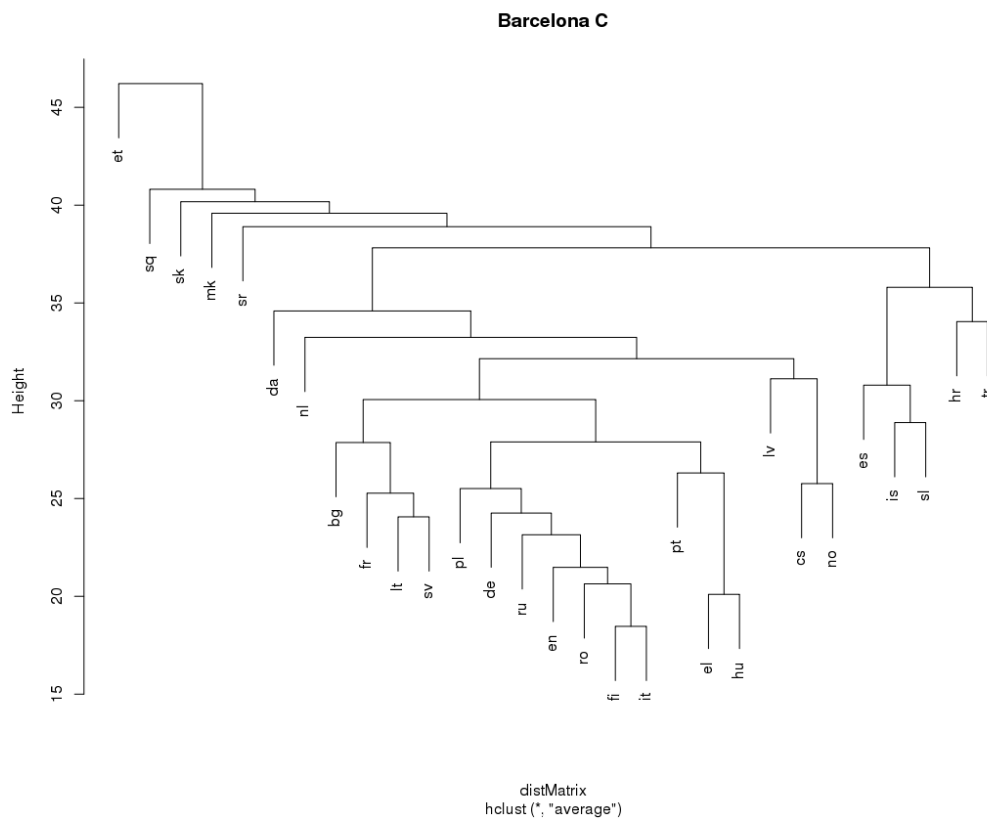 Barcelona C
Height
45
40
35
30
25
20
15
et
sq
sk
mk
sr
da
nl
bg
fr
lt
sv
pl
de
ru
en
ro
fi
it
pt
el
hu
lv
cs
no
es
is
sl
hr
distMatrix
hclust (*, "average")